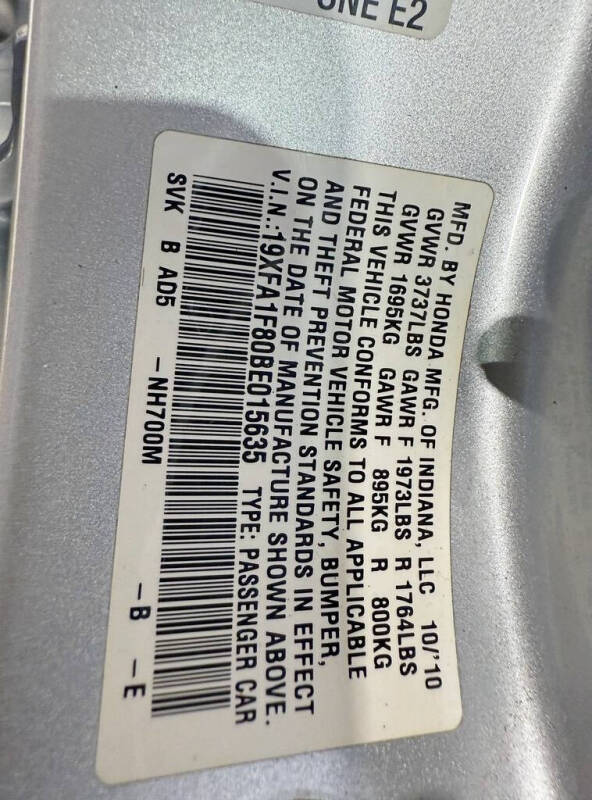 ONE E2
MFD. BY HONDA MFG. OF INDIANA, LLC 10/'10
GVWR 3737LBS GAWR F 1973LBS R 1764LBS
GVWR 1695KG GAWR F 895KG R 800KG
THIS VEHICLE CONFORMS TO ALL APPLICABLE
FEDERAL MOTOR VEHICLE SAFETY, BUMPER,
AND THEFT PREVENTION STANDARDS IN EFFECT
ON THE DATE OF MANUFACTURE SHOWN ABOVE.
V.I.N.:19XFA1F80BE015635 TYPE: PASSENGER CAR
SVK B AD5 -NH700M -B -E